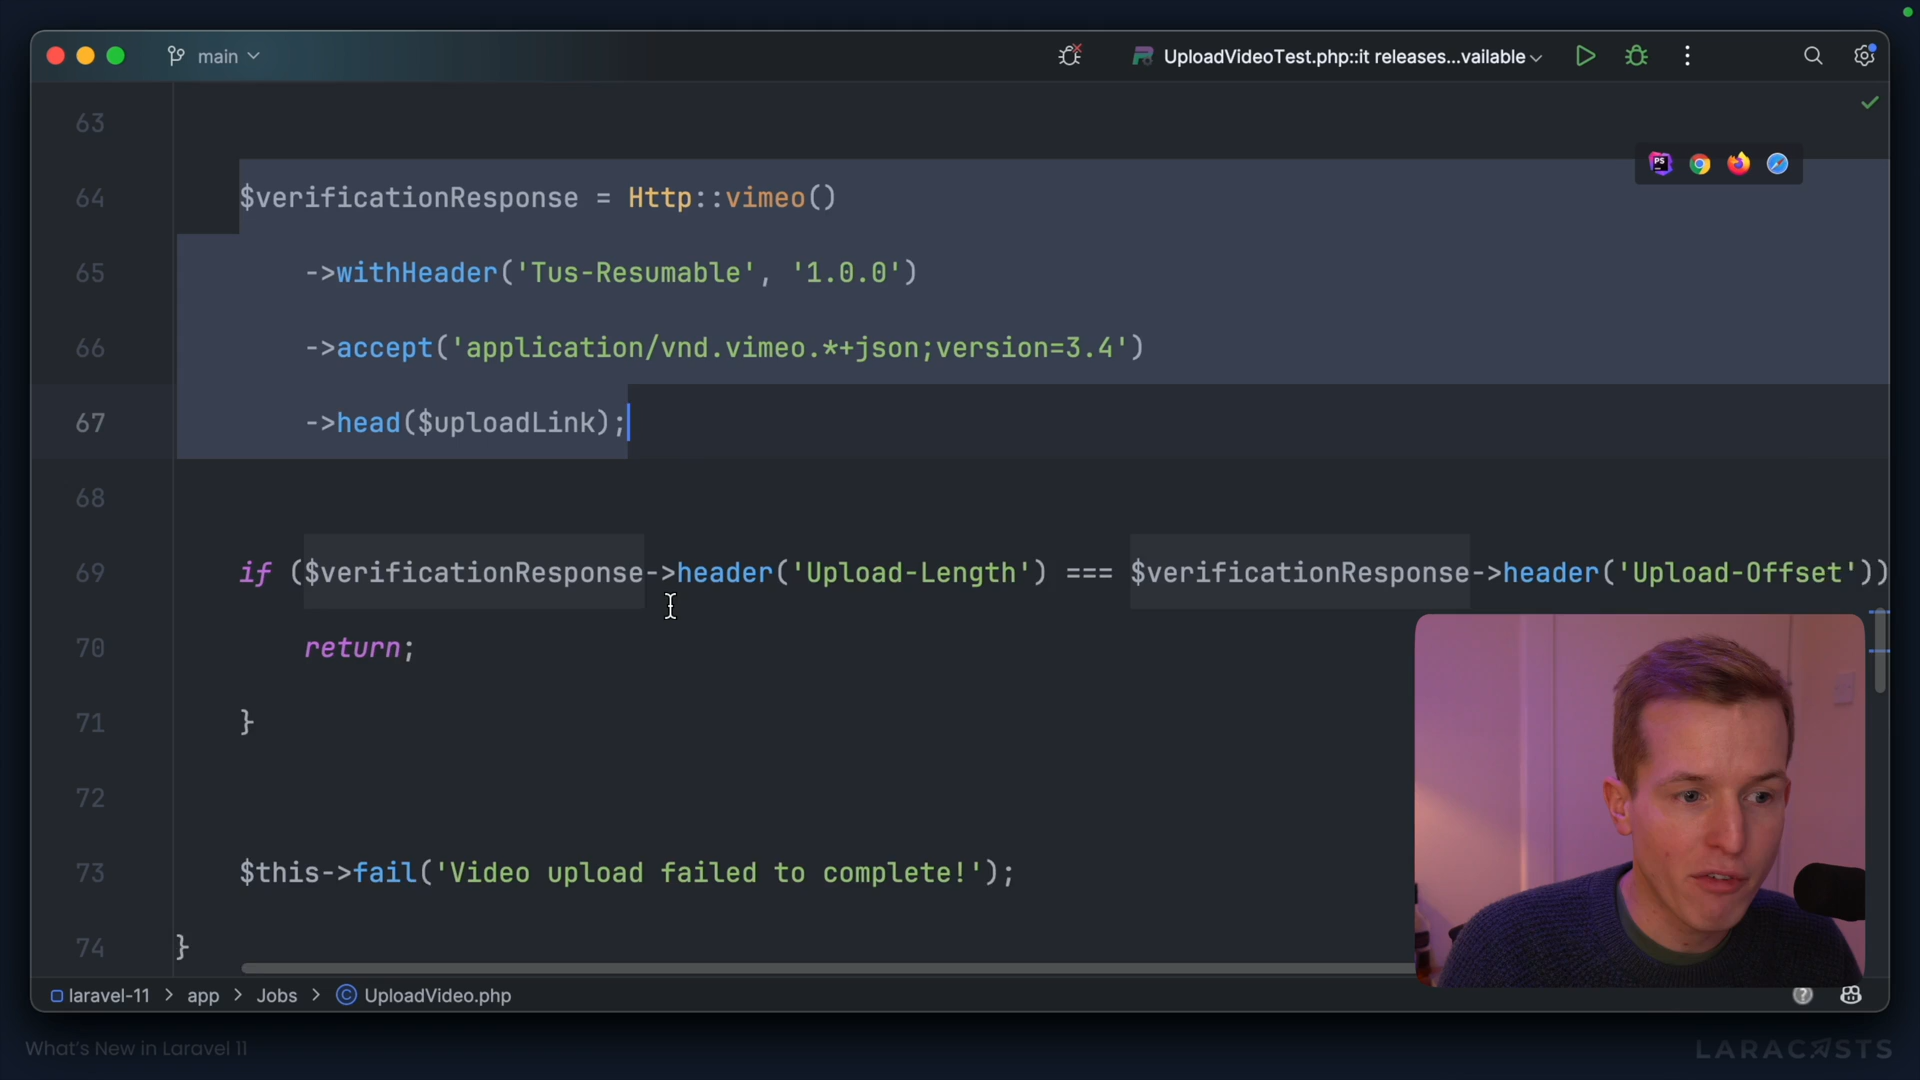 main
UploadVideoTest.php::it releases...vailable
63
64 $verificationResponse = Http::vimeo()
65 ->withHeader('Tus-Resumable', '1.0.0')
66 ->accept('application/vnd.vimeo.*+json;version=3.4')
67 ->head($uploadLink);
68
69 if ($verificationResponse->header('Upload-Length') === $verificationResponse->header('Upload-Offset'))
70 return;
71 }
72
73 $this->fail('Video upload failed to complete!');
74 }
laravel-11 > app > Jobs > UploadVideo.php
What's New in Laravel 11
LARACASTS